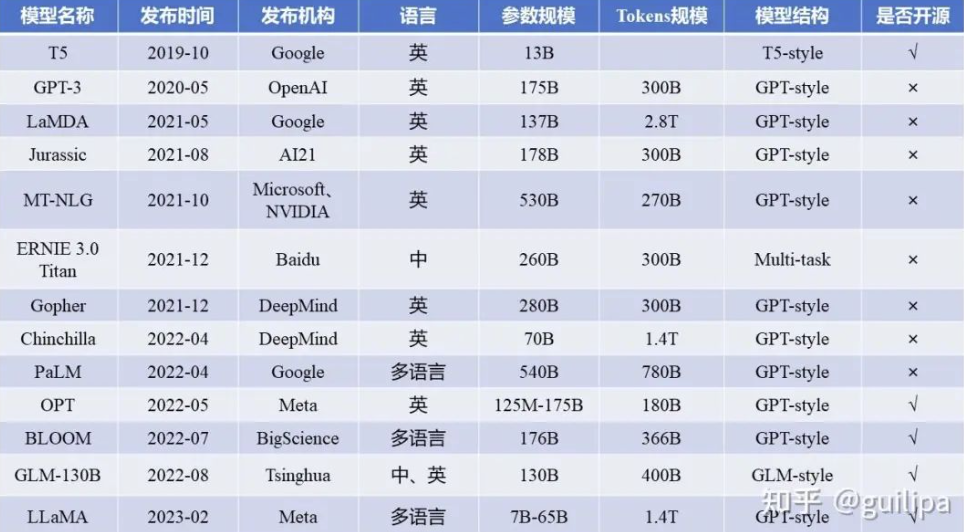 模型名称 发布时间 发布机构 语言 参数规模 Tokens规模 模型结构 是否开源
T5 2019-10 Google 英 13B T5-style √
GPT-3 2020-05 OpenAI 英 175B 300B GPT-style ×
LaMDA 2021-05 Google 英 137B 2.8T GPT-style ×
Jurassic 2021-08 AI21 英 178B 300B GPT-style ×
MT-NLG 2021-10 Microsoft、 英 530B 270B GPT-style ×
NVIDIA
ERNIE 3.0 2021-12 Baidu 中 260B 300B Multi-task ×
Titan
Gopher 2021-12 DeepMind 英 280B 300B GPT-style ×
Chinchilla 2022-04 DeepMind 英 70B 1.4T GPT-style ×
PaLM 2022-04 Google 多语言 540B 780B GPT-style ×
OPT 2022-05 Meta 英 125M-175B 180B GPT-style √
BLOOM 2022-07 BigScience 多语言 176B 366B GPT-style √
GLM-130B 2022-08 Tsinghua 中、英 130B 400B GLM-style √
LLaMA 2023-02 Meta 多语言 7B-65B 1.4T GPT-style √
知乎 @guilipa